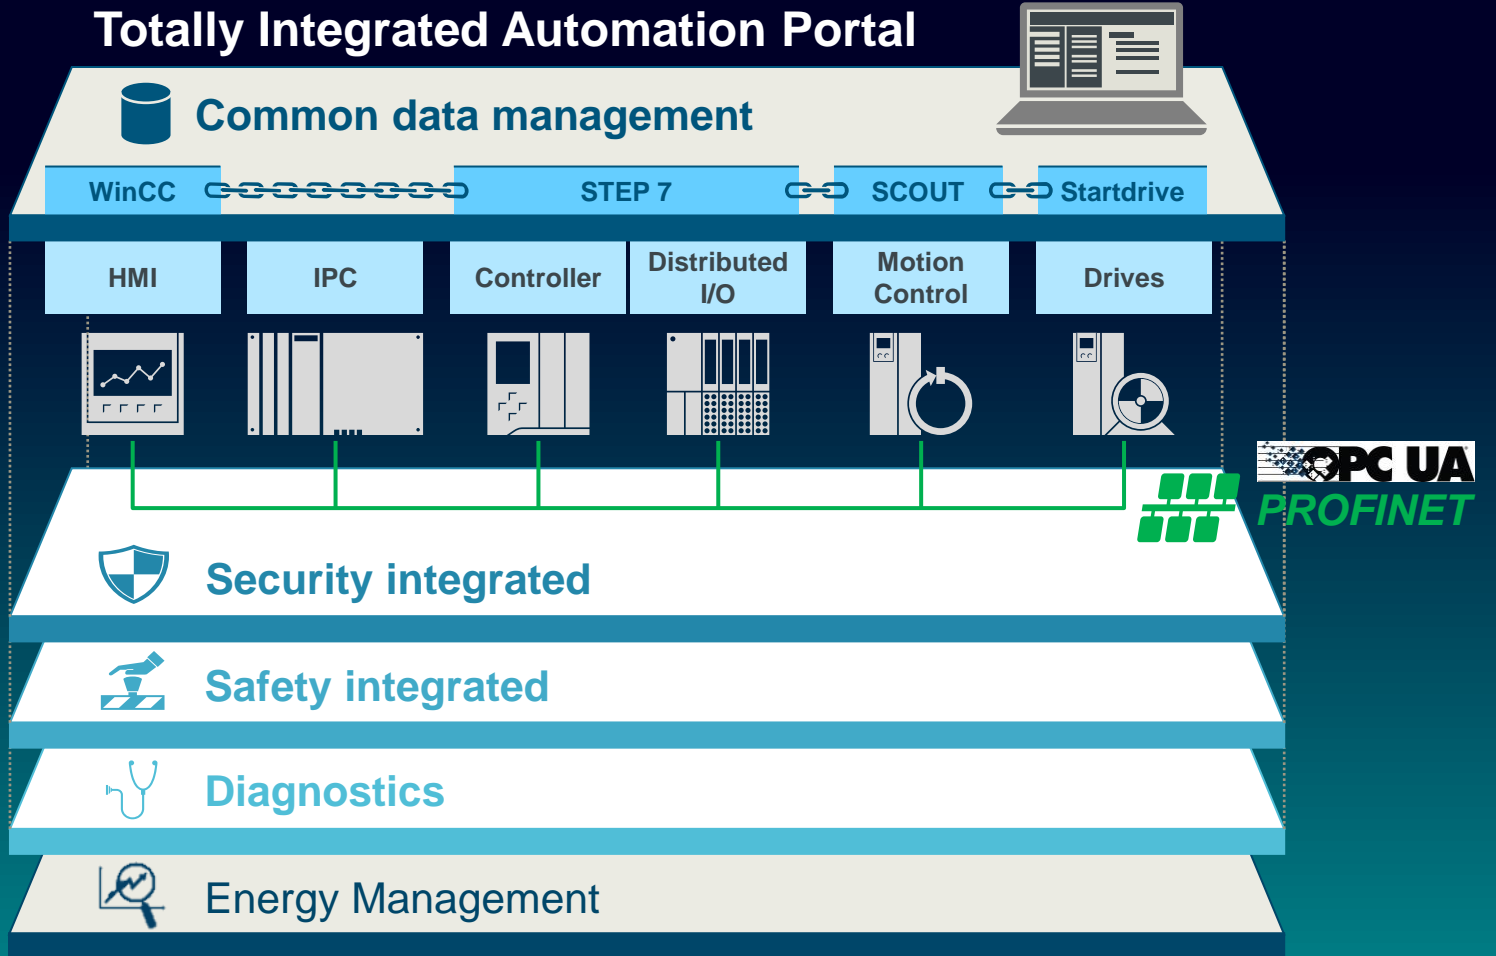 Totally Integrated Automation Portal
Common data management
WinCC
STEP 7
SCOUT
Startdrive
HMI
IPC
Controller
Distributed
I/O
Motion
Control
Drives
OPC UA
PROFINET
Security integrated
Safety integrated
Diagnostics
Energy Management